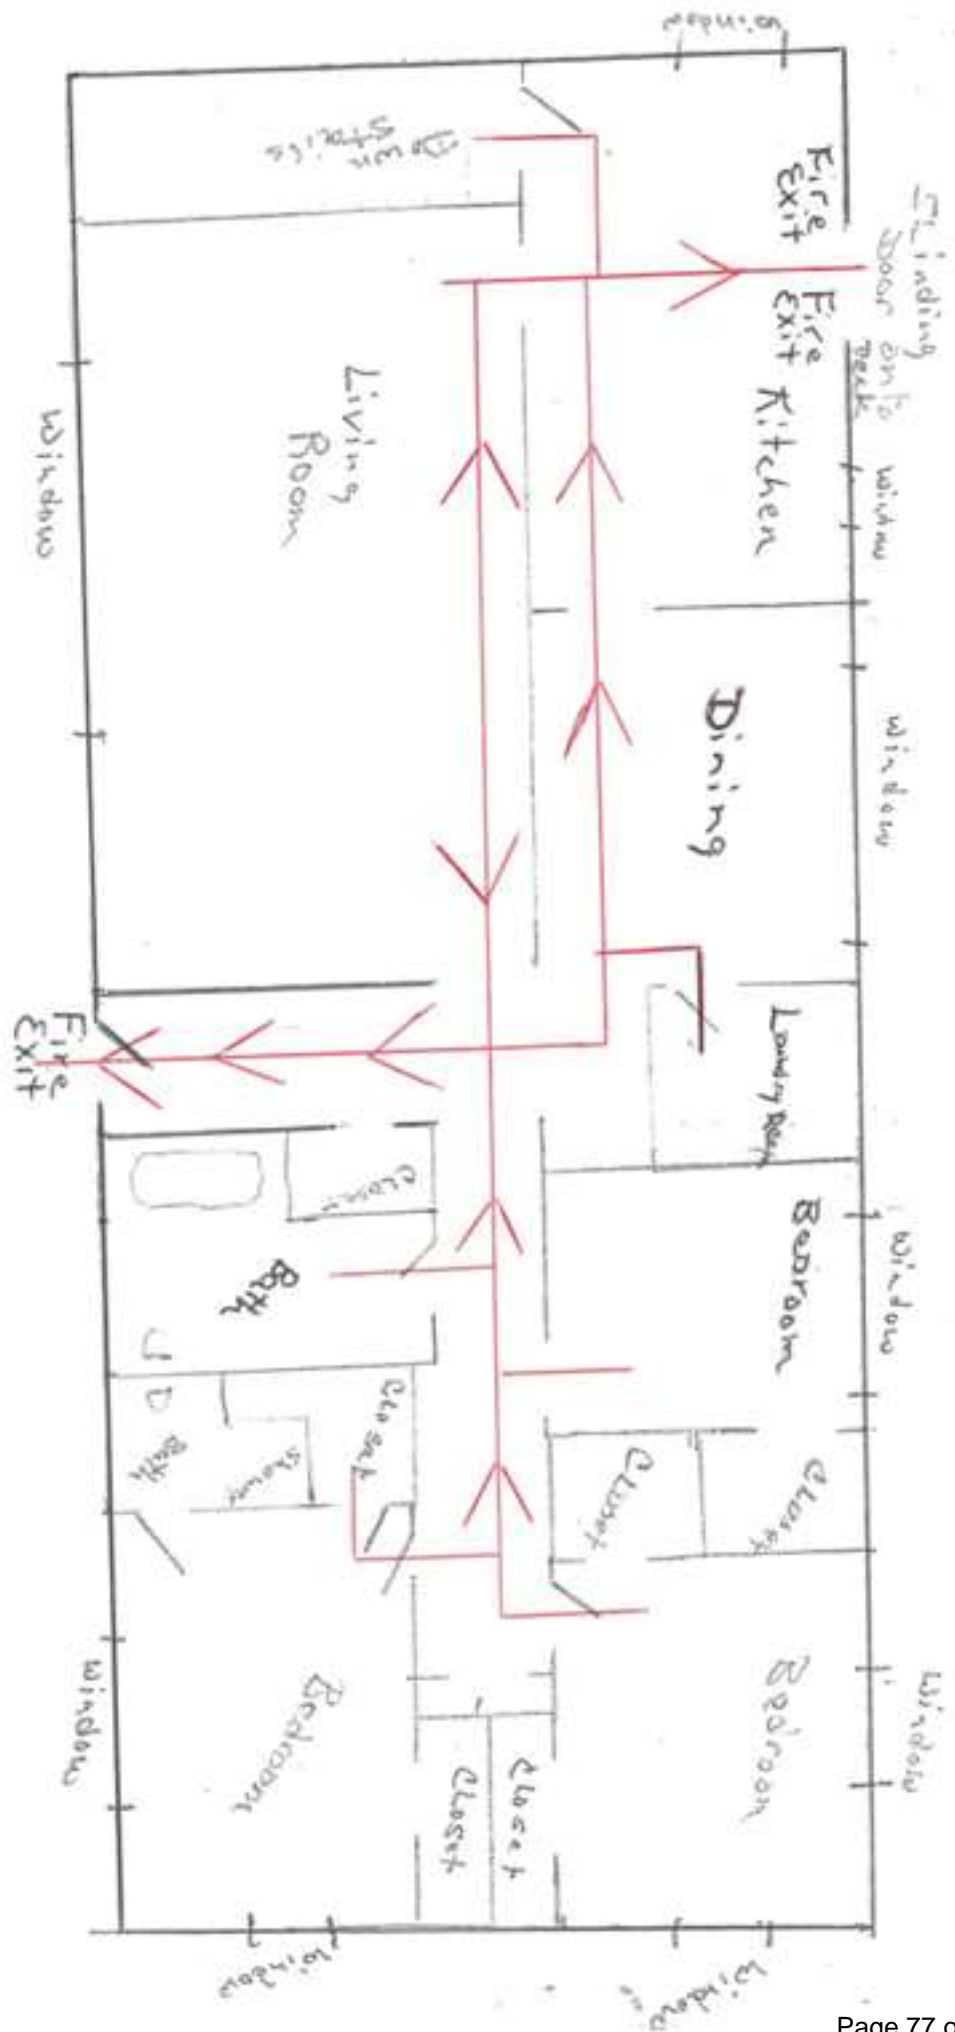 Window
Down
Stairs
Fire
Exit
Slinding
Door onto
Deck
Fire
Exit
Kitchen
Window
Living
Room
Window
Dining
Window
Laundry Room
Fire
Exit
Closet
Bath
Bedroom
Window
Closet
Bath
Shower
Closet
Closet
Bedroom
Window
Bedroom
Window
Closet
Closet
Window
Window
Page 77 o